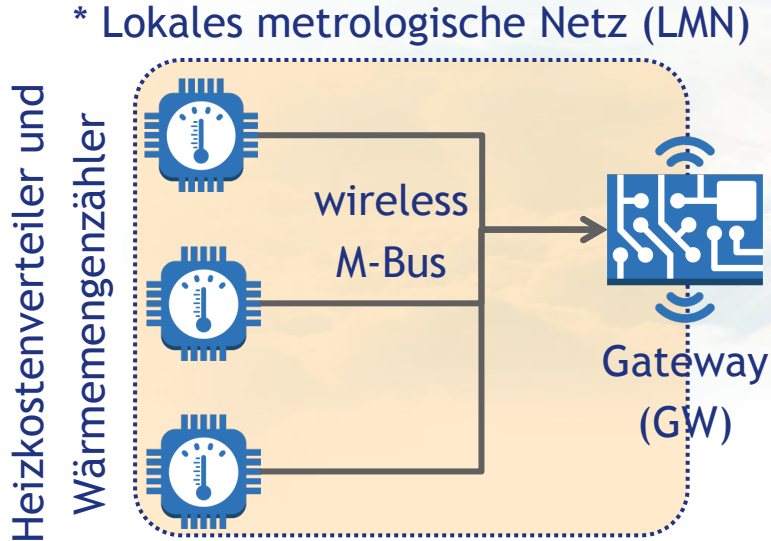 * Lokales metrologische Netz (LMN)
Heizkostenverteiler und
Wärmemengenzähler
wireless
M-Bus
Gateway
(GW)